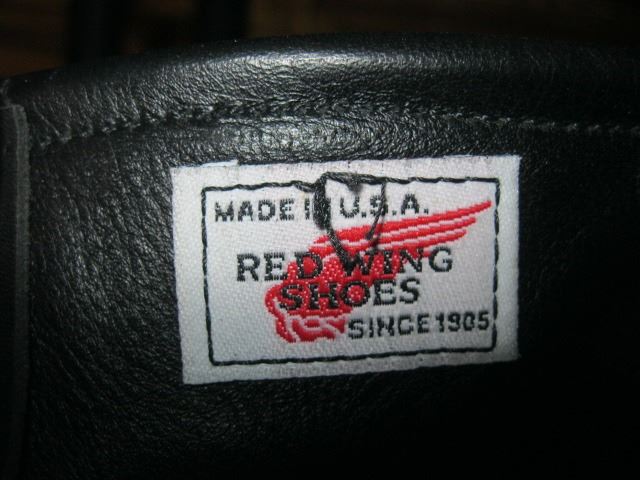 MADE IN U.S.A.
RED WING
SHOES
SINCE 1905